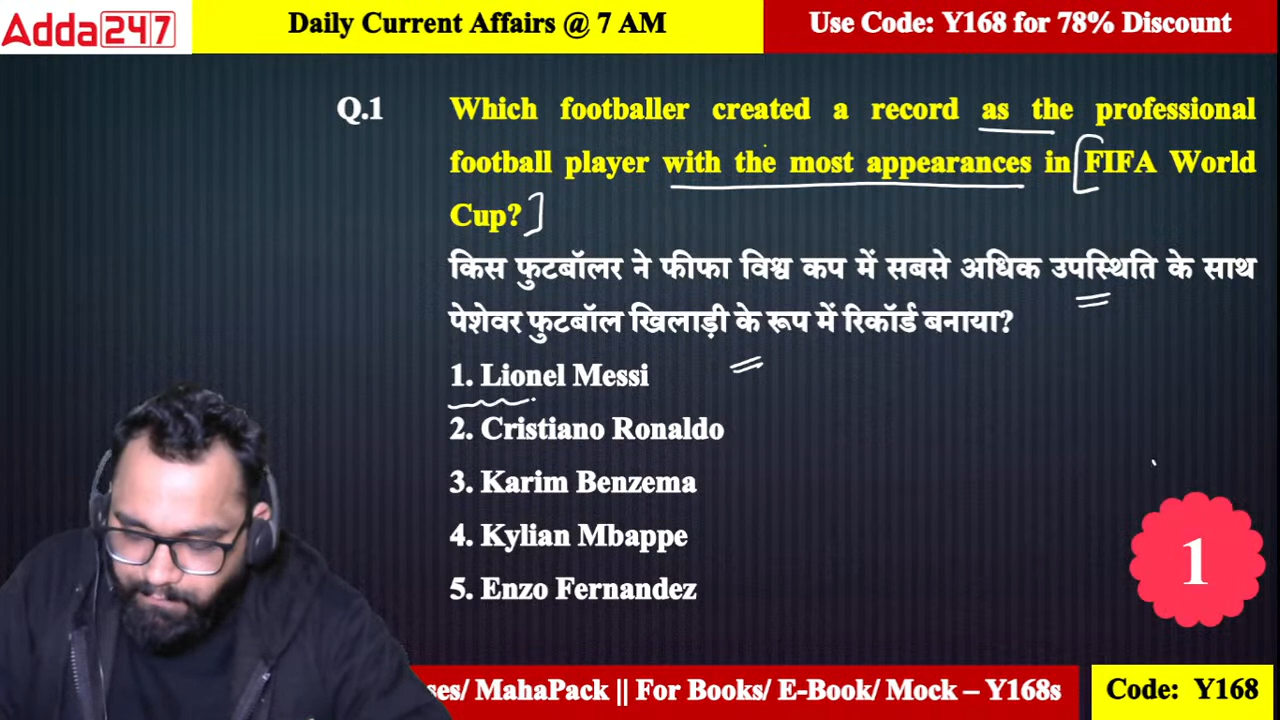 Adda247
Daily Current Affairs @ 7 AM
Use Code: Y168 for 78% Discount
Q.1 Which footballer created a record as the professional
football player with the most appearances in FIFA World
Cup?
किस फुटबॉलर ने फीफा विश्व कप में सबसे अधिक उपस्थिति के साथ
पेशेवर फुटबॉल खिलाड़ी के रूप में रिकॉर्ड बनाया?
1. Lionel Messi
2. Cristiano Ronaldo
3. Karim Benzema
4. Kylian Mbappe
5. Enzo Fernandez
1
ses/ MahaPack || For Books/ E-Book/ Mock – Y168s
Code: Y168